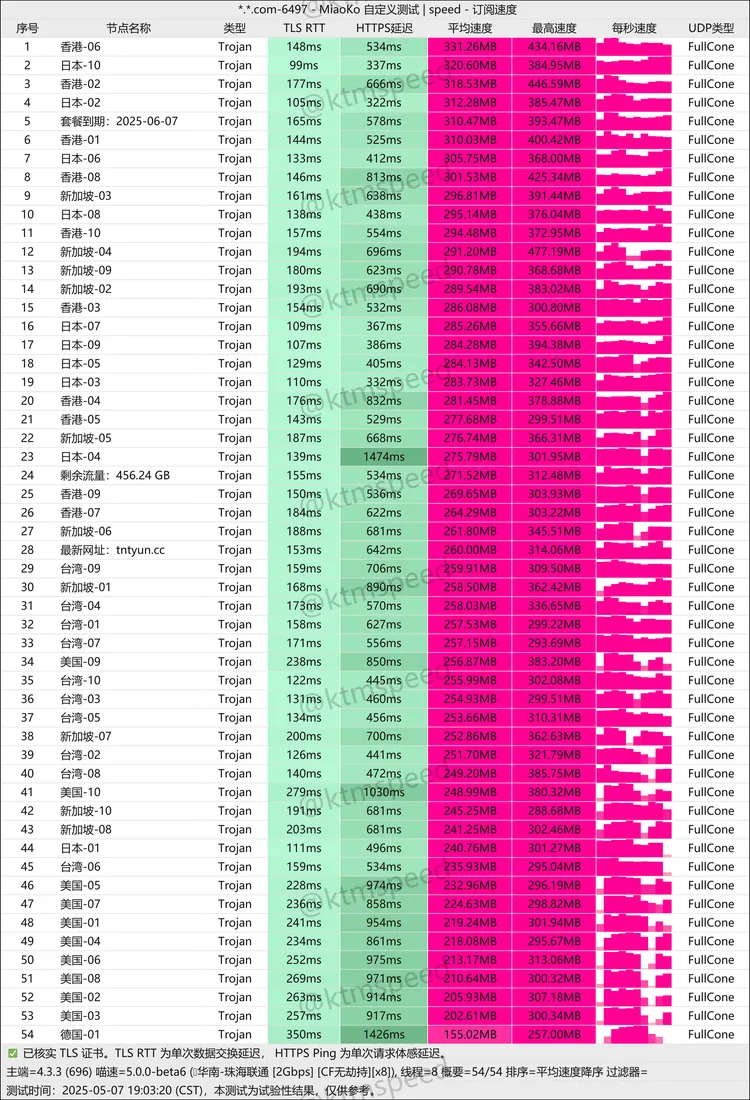 *.*.com-6497 - MiaoKo 自定义测试 | speed - 订阅速度
序号 节点名称 类型 TLS RTT HTTPS延迟 平均速度 最高速度 每秒速度 UDP类型
1 香港-06 Trojan 148ms 534ms 331.26MB 434.16MB FullCone
2 日本-10 Trojan 99ms 337ms 320.60MB 384.95MB FullCone
3 香港-02 Trojan 177ms 666ms 318.53MB 446.59MB FullCone
4 日本-02 Trojan 105ms 322ms 312.28MB 385.47MB FullCone
5 套餐到期：2025-06-07 Trojan 165ms 578ms 310.47MB 393.47MB FullCone
6 香港-01 Trojan 144ms 525ms 310.03MB 400.42MB FullCone
7 日本-06 Trojan 133ms 412ms 305.75MB 368.00MB FullCone
8 香港-08 Trojan 146ms 813ms 301.53MB 425.34MB FullCone
9 新加坡-03 Trojan 161ms 638ms 296.81MB 391.44MB FullCone
10 日本-08 Trojan 138ms 438ms 295.14MB 376.04MB FullCone
11 香港-10 Trojan 157ms 554ms 294.48MB 372.95MB FullCone
12 新加坡-04 Trojan 194ms 696ms 291.20MB 477.19MB FullCone
13 新加坡-09 Trojan 180ms 623ms 290.78MB 368.68MB FullCone
14 新加坡-02 Trojan 193ms 690ms 289.54MB 383.02MB FullCone
15 香港-03 Trojan 154ms 532ms 286.08MB 300.80MB FullCone
16 日本-07 Trojan 109ms 367ms 285.26MB 355.66MB FullCone
17 日本-09 Trojan 107ms 386ms 284.28MB 394.38MB FullCone
18 日本-05 Trojan 129ms 405ms 284.13MB 342.50MB FullCone
19 日本-03 Trojan 110ms 332ms 283.73MB 327.46MB FullCone
20 香港-04 Trojan 176ms 832ms 281.45MB 378.88MB FullCone
21 香港-05 Trojan 143ms 529ms 277.68MB 299.51MB FullCone
22 新加坡-05 Trojan 187ms 668ms 276.74MB 366.31MB FullCone
23 日本-04 Trojan 139ms 1474ms 275.79MB 301.95MB FullCone
24 剩余流量：456.24 GB Trojan 155ms 534ms 271.52MB 312.48MB FullCone
25 香港-09 Trojan 150ms 536ms 269.65MB 303.93MB FullCone
26 香港-07 Trojan 184ms 622ms 264.29MB 303.22MB FullCone
27 新加坡-06 Trojan 188ms 681ms 261.80MB 345.51MB FullCone
28 最新网址：tntyun.cc Trojan 153ms 642ms 260.00MB 314.06MB FullCone
29 台湾-09 Trojan 159ms 706ms 259.91MB 309.50MB FullCone
30 新加坡-01 Trojan 168ms 890ms 258.50MB 362.42MB FullCone
31 台湾-04 Trojan 173ms 570ms 258.03MB 336.65MB FullCone
32 台湾-01 Trojan 158ms 627ms 257.53MB 299.22MB FullCone
33 台湾-07 Trojan 171ms 556ms 257.15MB 293.69MB FullCone
34 美国-09 Trojan 238ms 850ms 256.87MB 383.20MB FullCone
35 台湾-10 Trojan 122ms 445ms 255.99MB 302.08MB FullCone
36 台湾-03 Trojan 131ms 460ms 254.93MB 299.51MB FullCone
37 台湾-05 Trojan 134ms 456ms 253.66MB 310.31MB FullCone
38 新加坡-07 Trojan 200ms 700ms 252.86MB 362.63MB FullCone
39 台湾-02 Trojan 126ms 441ms 251.70MB 321.79MB FullCone
40 台湾-08 Trojan 140ms 472ms 249.20MB 385.75MB FullCone
41 美国-10 Trojan 279ms 1030ms 248.99MB 380.32MB FullCone
42 新加坡-10 Trojan 191ms 681ms 245.25MB 288.68MB FullCone
43 新加坡-08 Trojan 203ms 681ms 241.25MB 302.46MB FullCone
44 日本-01 Trojan 111ms 496ms 240.76MB 301.27MB FullCone
45 台湾-06 Trojan 159ms 534ms 235.93MB 295.04MB FullCone
46 美国-05 Trojan 228ms 974ms 232.96MB 296.19MB FullCone
47 美国-07 Trojan 236ms 858ms 224.63MB 298.82MB FullCone
48 美国-01 Trojan 241ms 954ms 219.24MB 301.94MB FullCone
49 美国-04 Trojan 234ms 861ms 218.08MB 295.67MB FullCone
50 美国-06 Trojan 252ms 975ms 213.17MB 313.06MB FullCone
51 美国-08 Trojan 269ms 971ms 210.64MB 300.32MB FullCone
52 美国-02 Trojan 263ms 914ms 205.93MB 307.18MB FullCone
53 美国-03 Trojan 257ms 917ms 202.61MB 300.34MB FullCone
54 德国-01 Trojan 350ms 1426ms 155.02MB 257.00MB FullCone
✅ 已核实 TLS 证书。TLS RTT 为单次数据交换延迟， HTTPS Ping 为单次请求体感延迟。
主端=4.3.3 (696) 喵速=5.0.0-beta6 (华南-珠海联通 [2Gbps] [CF无劫持][x8]), 线程=8 概要=54/54 排序=平均速度降序 过滤器=
测试时间：2025-05-07 19:03:20 (CST)，本测试为试验性结果，仅供参考。
@ktmspeed